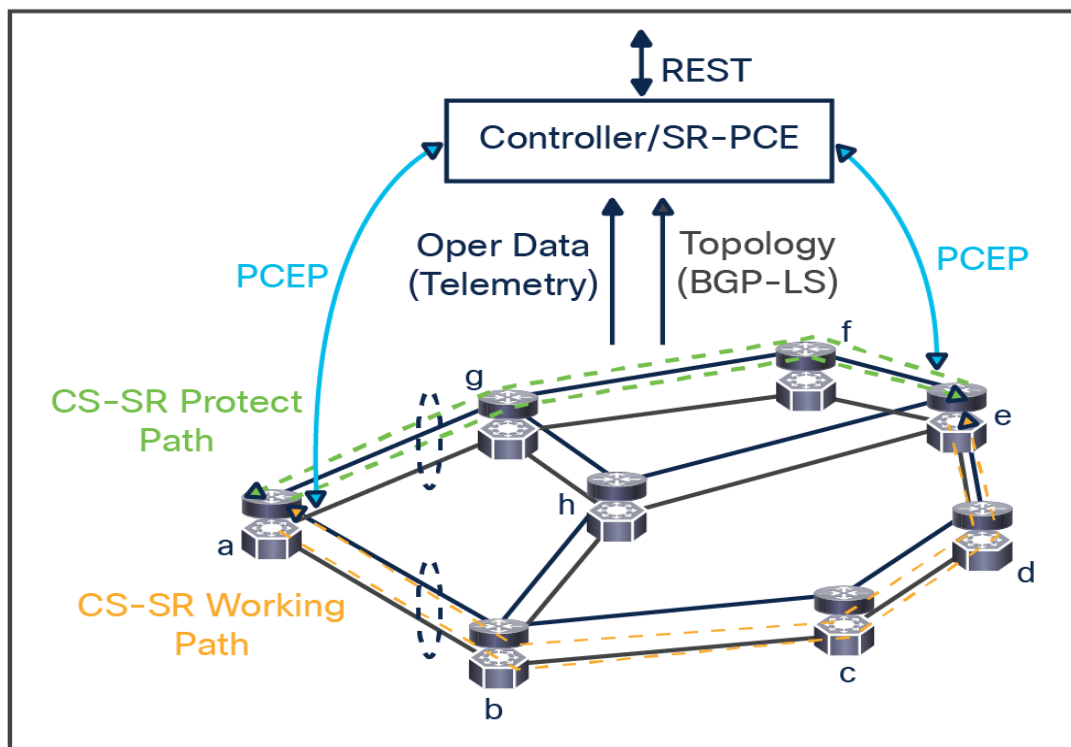 REST
Controller/SR-PCE
PCEP
Oper Data
(Telemetry)
Topology
(BGP-LS)
PCEP
f
g
CS-SR Protect
Path
e
h
a
d
CS-SR Working
Path
c
b